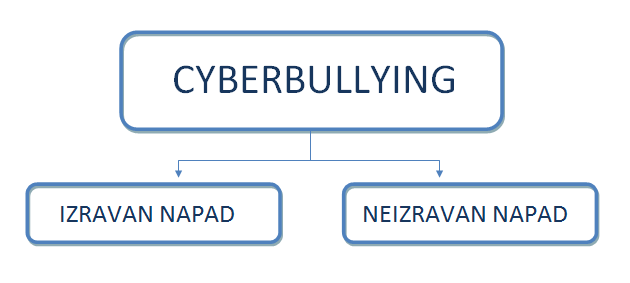 CYBERBULLYING
IZRAVAN NAPAD
NEIZRAVAN NAPAD